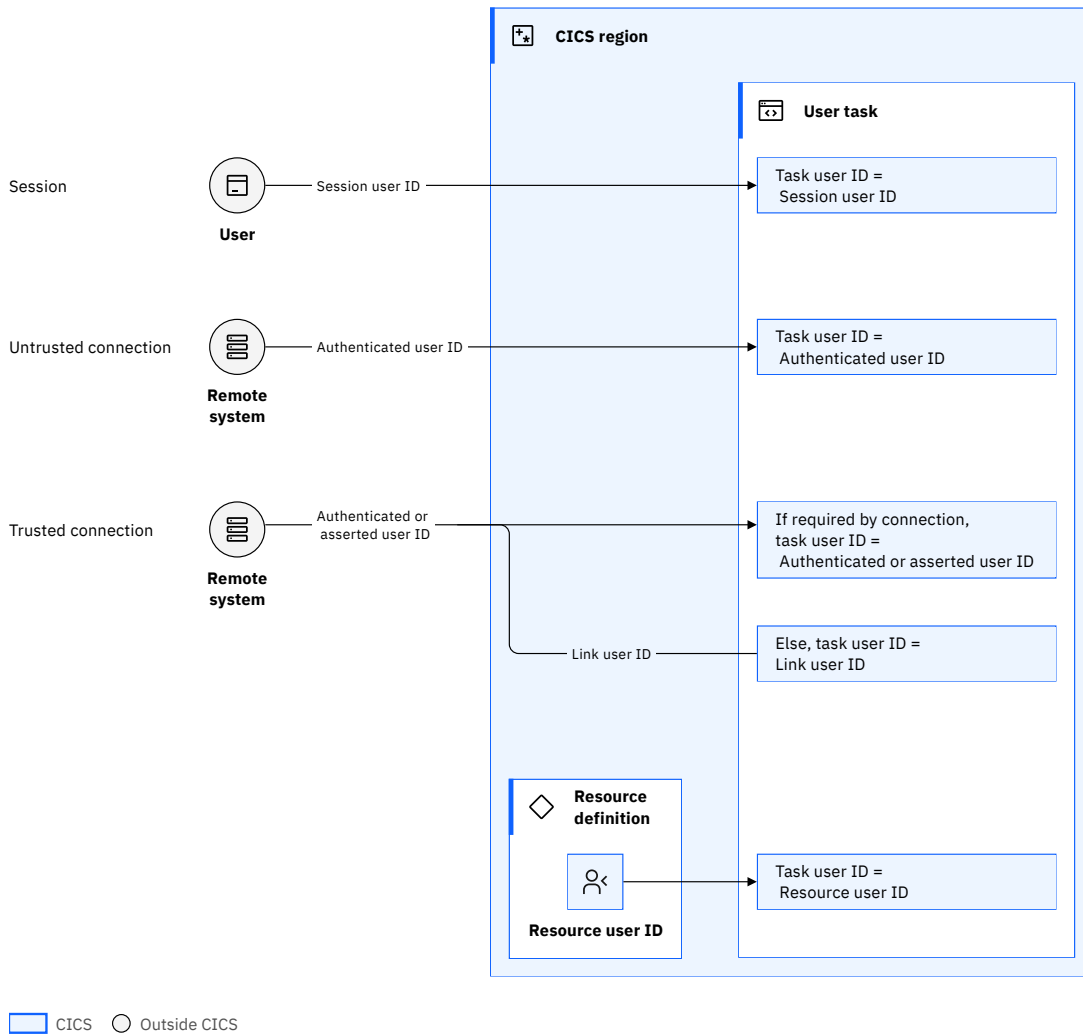 CICS region
User task
Session
Session user ID
Task user ID =
Session user ID
User
Untrusted connection
Authenticated user ID
Task user ID =
Authenticated user ID
Remote
system
Trusted connection
Authenticated or
asserted user ID
If required by connection,
task user ID =
Authenticated or asserted user ID
Remote
system
Link user ID
Else, task user ID =
Link user ID
Resource
definition
Task user ID =
Resource user ID
Resource user ID
CICS
Outside CICS